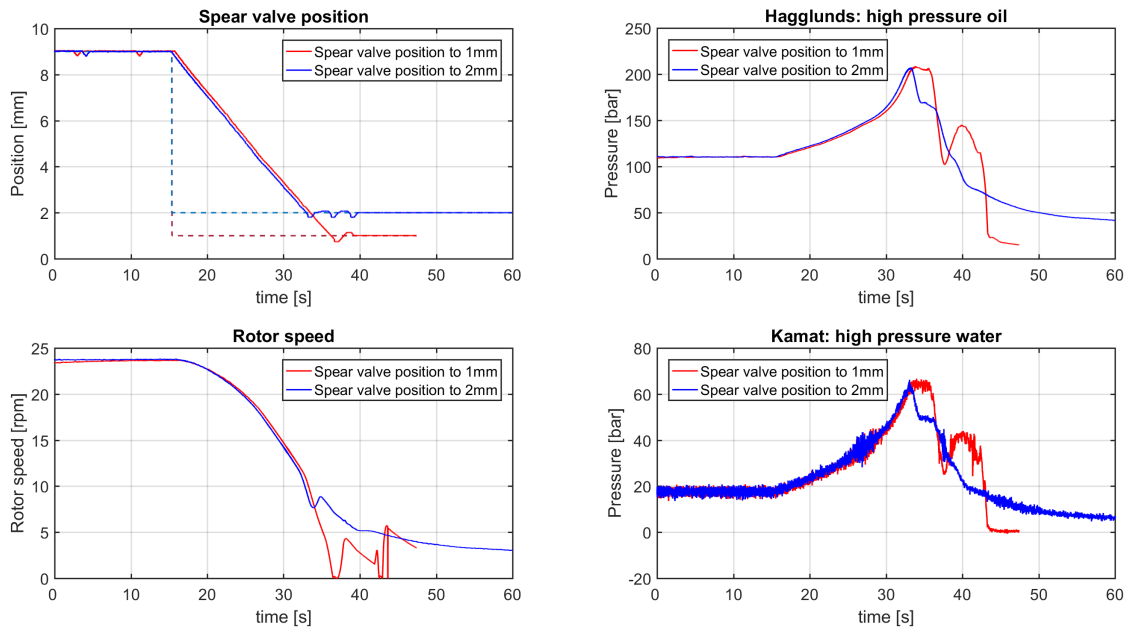 Spear valve position
Position [mm]
10
8
6
4
2
0
Spear valve position to 1mm
Spear valve position to 2mm
0 10 20 30 40 50 60
time [s]
Hagglunds: high pressure oil
Pressure [bar]
250
200
150
100
50
0
Spear valve position to 1mm
Spear valve position to 2mm
0 10 20 30 40 50 60
time [s]
Rotor speed
Rotor speed [rpm]
25
20
15
10
5
0
Spear valve position to 1mm
Spear valve position to 2mm
0 10 20 30 40 50 60
time [s]
Kamat: high pressure water
Pressure [bar]
80
60
40
20
0
-20
Spear valve position to 1mm
Spear valve position to 2mm
0 10 20 30 40 50 60
time [s]